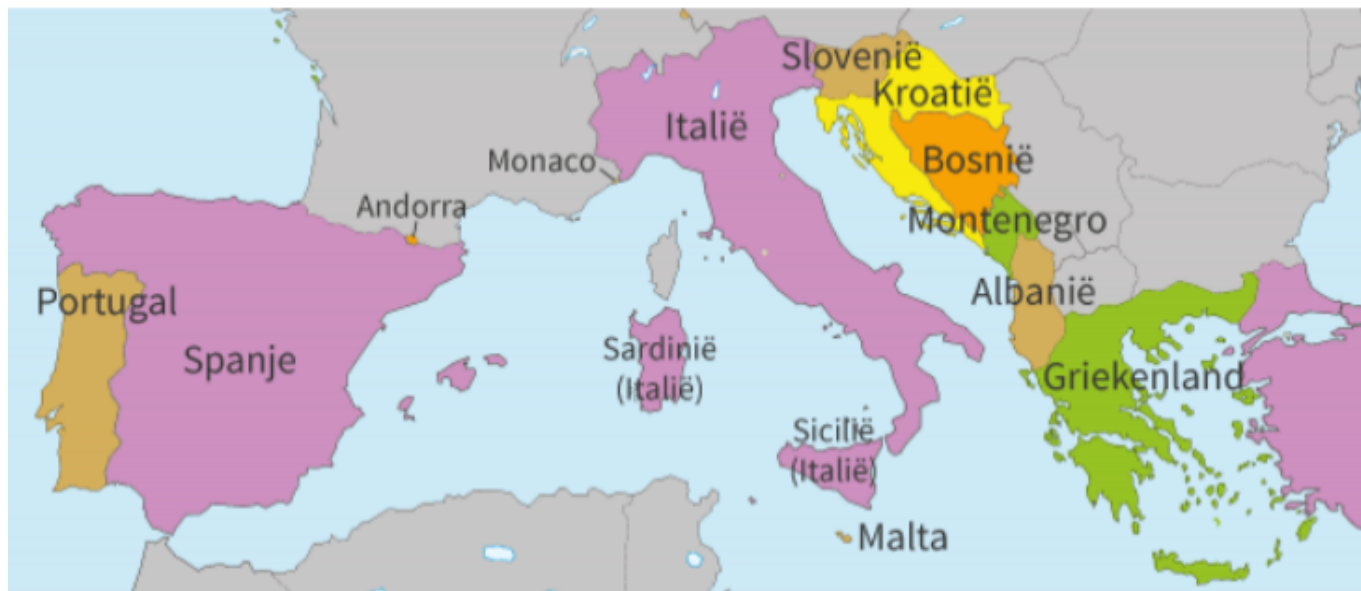 Slovenië
Kroatië
Italië
Bosnië
Monaco
Andorra
Montenegro
Albanië
Portugal
Spanje
Sardinië
(Italië)
Griekenland
Sicilië
(Italië)
Malta